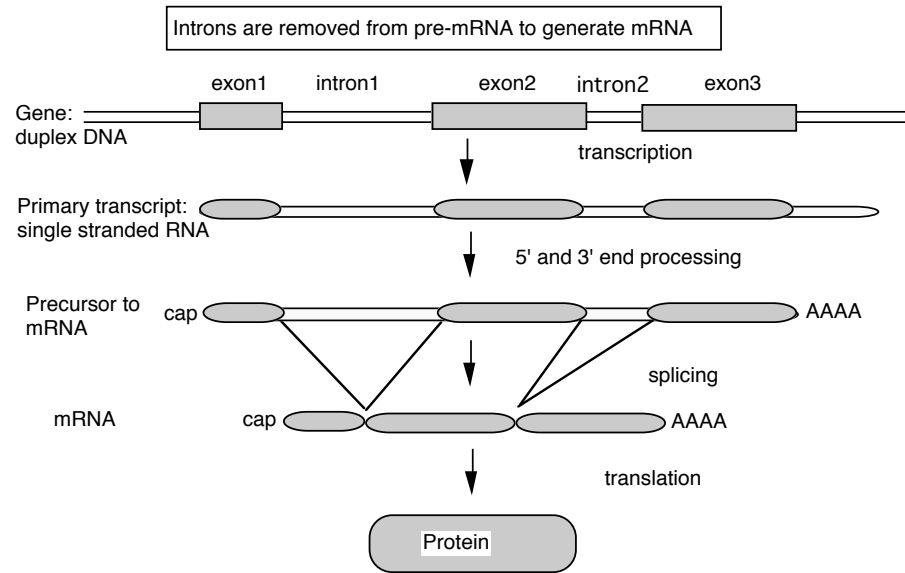 Introns are removed from pre-mRNA to generate mRNA
exon1 intron1 exon2 intron2 exon3
Gene:
duplex DNA
transcription
Primary transcript:
single stranded RNA
5' and 3' end processing
Precursor to
mRNA
cap AAAA
splicing
mRNA cap AAAA
translation
Protein